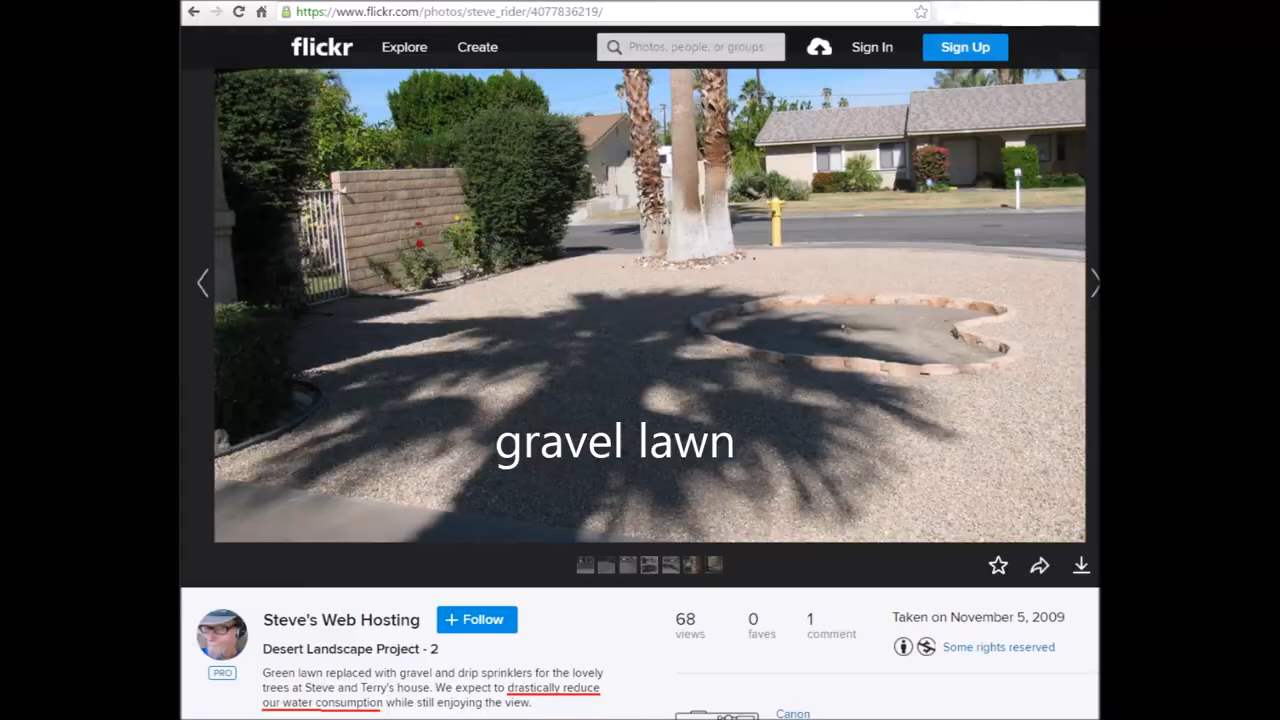 https://www.flickr.com/photos/steve_rider/4077836219/
flickr Explore Create Photos, people, or groups Sign In Sign Up
gravel lawn
Steve's Web Hosting + Follow
PRO
Desert Landscape Project - 2
Green lawn replaced with gravel and drip sprinklers for the lovely
trees at Steve and Terry's house. We expect to drastically reduce
our water consumption while still enjoying the view.
68 views
0 faves
1 comment
Taken on November 5, 2009
Some rights reserved
Canon